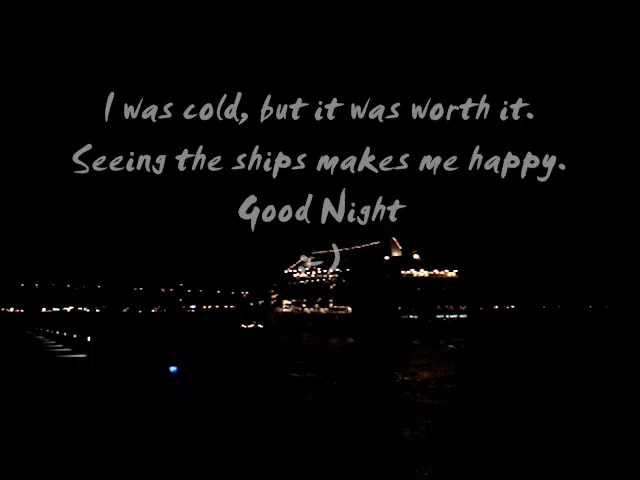 I was cold, but it was worth it.
Seeing the ships makes me happy.
Good Night
:-)